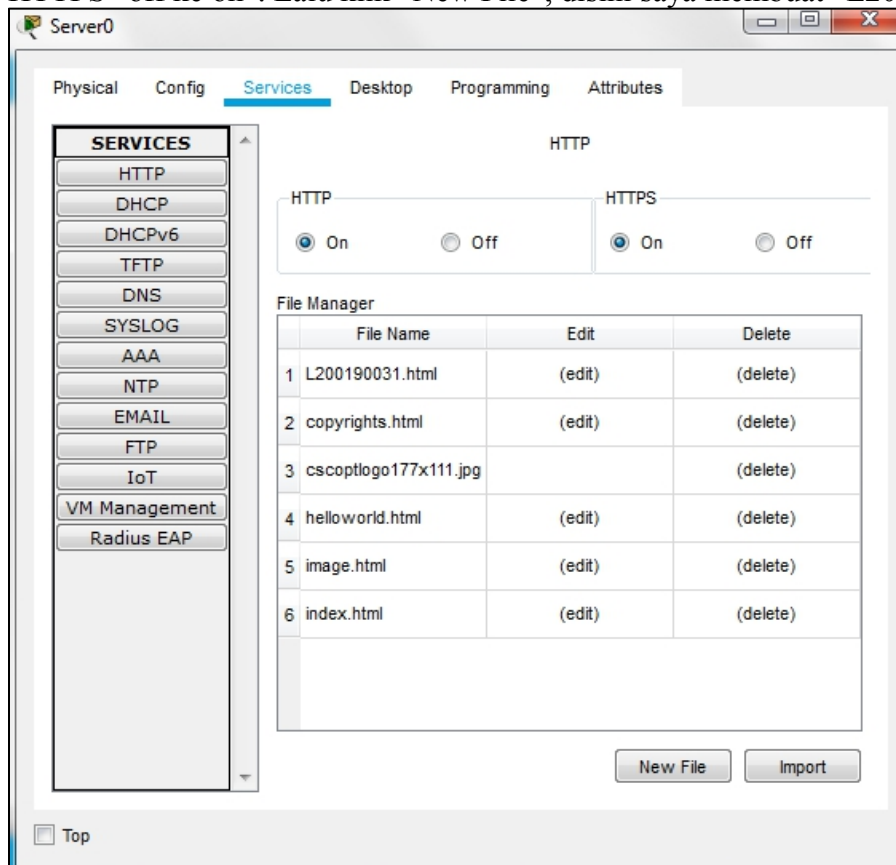 Server0
Physical Config Services Desktop Programming Attributes
SERVICES
HTTP
DHCP
DHCPv6
TFTP
DNS
SYSLOG
AAA
NTP
EMAIL
FTP
IoT
VM Management
Radius EAP
HTTP
HTTP HTTPS
On Off On Off
File Manager
File Name Edit Delete
1 L200190031.html (edit) (delete)
2 copyrights.html (edit) (delete)
3 cscoptlogo177x111.jpg (delete)
4 helloworld.html (edit) (delete)
5 image.html (edit) (delete)
6 index.html (edit) (delete)
New File Import
Top